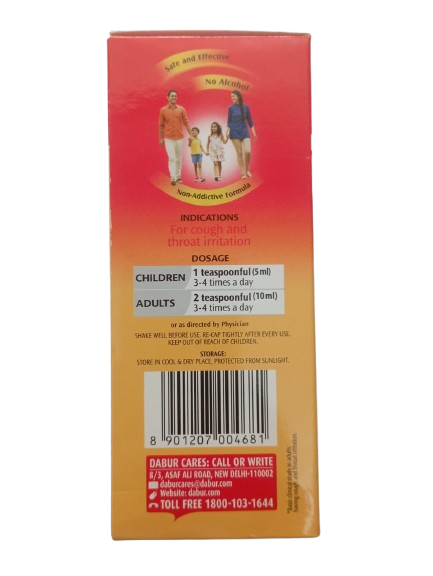 Safe and Effective
No Alcohol
Non-Addictive Formula
INDICATIONS
For cough and
throat irritation
DOSAGE
CHILDREN 1 teaspoonful (5 ml)
3-4 times a day
ADULTS 2 teaspoonful (10 ml)
3-4 times a day
or as directed by Physician
SHAKE WELL BEFORE USE. RE-CAP TIGHTLY AFTER EVERY USE.
KEEP OUT OF REACH OF CHILDREN.
STORAGE:
STORE IN COOL & DRY PLACE, PROTECTED FROM SUNLIGHT.
8 901207 004681
DABUR CARES: CALL OR WRITE
8/3, ASAF ALI ROAD, NEW DELHI-110002
daburcares@dabur.com
Website: dabur.com
TOLL FREE 1800-103-1644